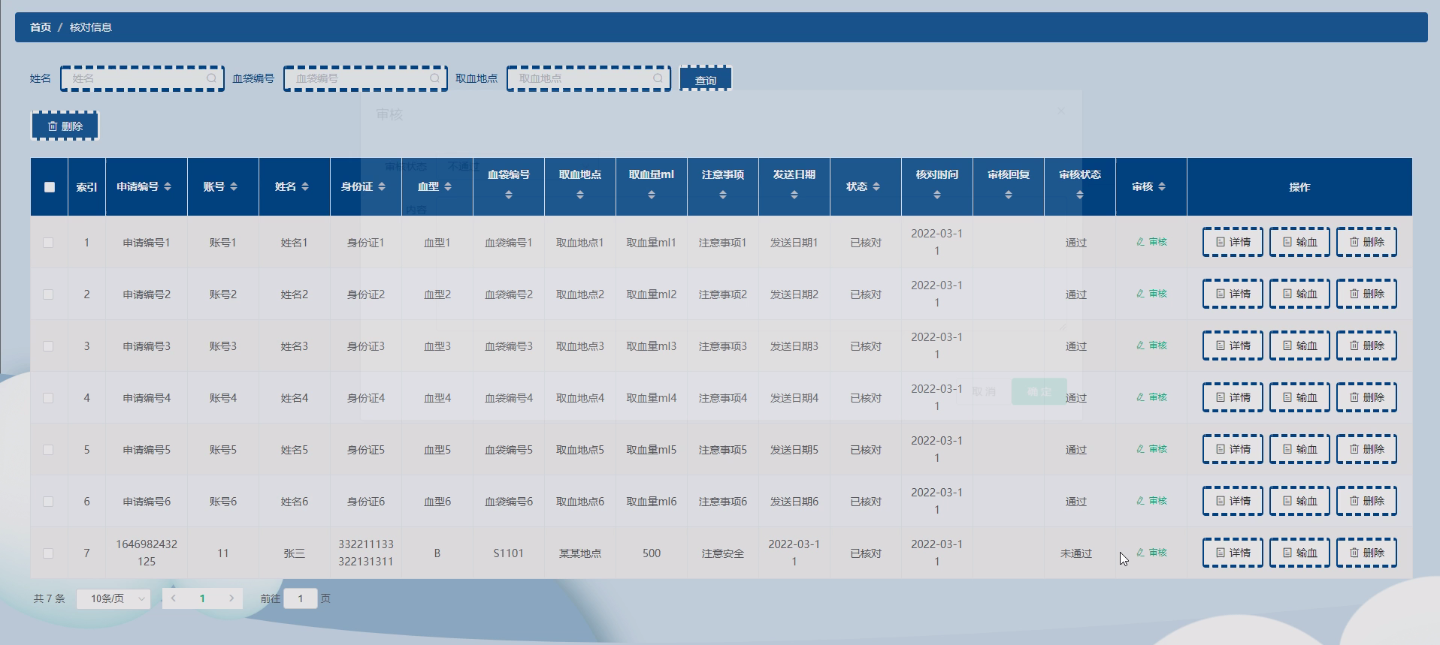 首页 / 核对信息
姓名 姓名 血袋编号 血袋编号 取血地点 取血地点 查询
审核
删除
审核状态 不通过
索引 申请编号 账号 姓名 身份证 血型 血袋编号 取血地点 取血量ml 注意事项 发送日期 状态 核对时间 审核回复 审核状态 审核 操作
内容
1 申请编号1 账号1 姓名1 身份证1 血型1 血袋编号1 取血地点1 取血量ml1 注意事项1 发送日期1 已核对 2022-03-1 通过 审核 详情 输血 删除
1
2 申请编号2 账号2 姓名2 身份证2 血型2 血袋编号2 取血地点2 取血量ml2 注意事项2 发送日期2 已核对 2022-03-1 通过 审核 详情 输血 删除
1
3 申请编号3 账号3 姓名3 身份证3 血型3 血袋编号3 取血地点3 取血量ml3 注意事项3 发送日期3 已核对 2022-03-1 通过 审核 详情 输血 删除
1
4 申请编号4 账号4 姓名4 身份证4 血型4 血袋编号4 取血地点4 取血量ml4 注意事项4 发送日期4 已核对 2022-03-1 通过 审核 详情 输血 删除
1
取消 确定
5 申请编号5 账号5 姓名5 身份证5 血型5 血袋编号5 取血地点5 取血量ml5 注意事项5 发送日期5 已核对 2022-03-1 通过 审核 详情 输血 删除
1
6 申请编号6 账号6 姓名6 身份证6 血型6 血袋编号6 取血地点6 取血量ml6 注意事项6 发送日期6 已核对 2022-03-1 通过 审核 详情 输血 删除
1
7 1646982432 11 张三 332211133 B S1101 某某地点 500 注意安全 2022-03-1 已核对 2022-03-1 未通过 审核 详情 输血 删除
125 322131311 1 1
共 7 条 10条/页 1 前往 1 页